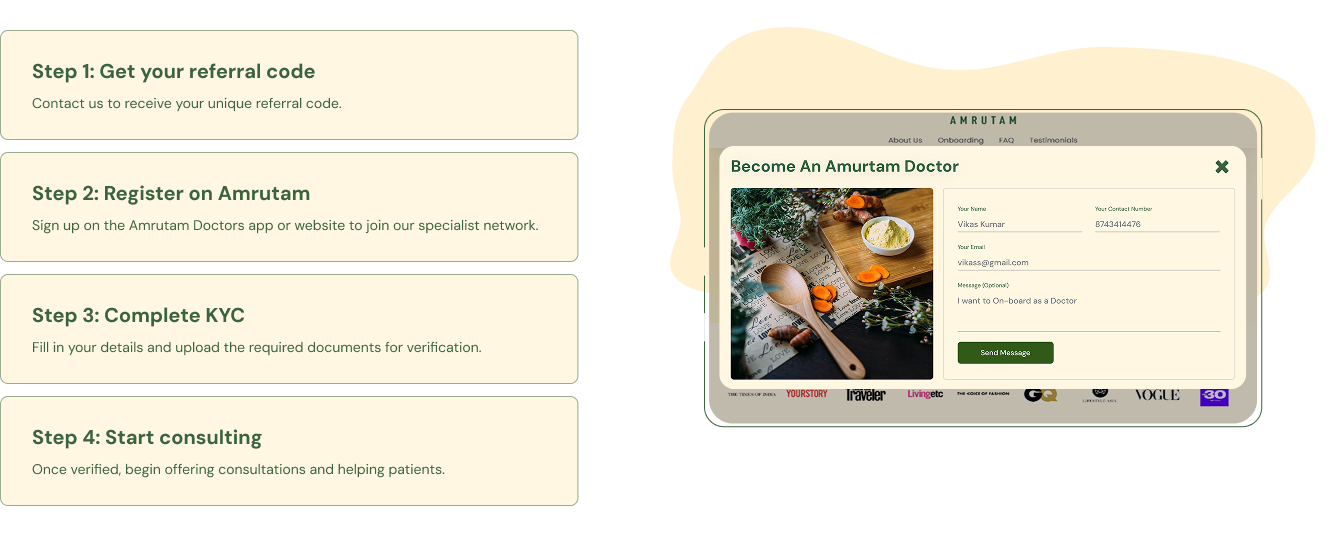 Step 1: Get your referral code
Contact us to receive your unique referral code.
Step 2: Register on Amrutam
Sign up on the Amrutam Doctors app or website to join our specialist network.
Step 3: Complete KYC
Fill in your details and upload the required documents for verification.
Step 4: Start consulting
Once verified, begin offering consultations and helping patients.
AMRUTAM
About Us Onboarding FAQ Testimonials
Become An Amurtam Doctor
Your Name Your Contact Number
Vikas Kumar 8743414476
Your Email
vikass@gmail.com
Message (Optional)
I want to On-board as a Doctor
Send Message
THE TIMES OF INDIA YOURSTORY Traveler Livingetc THE VOICE OF FASHION GQ LIFESTYLE ASIA VOGUE 30